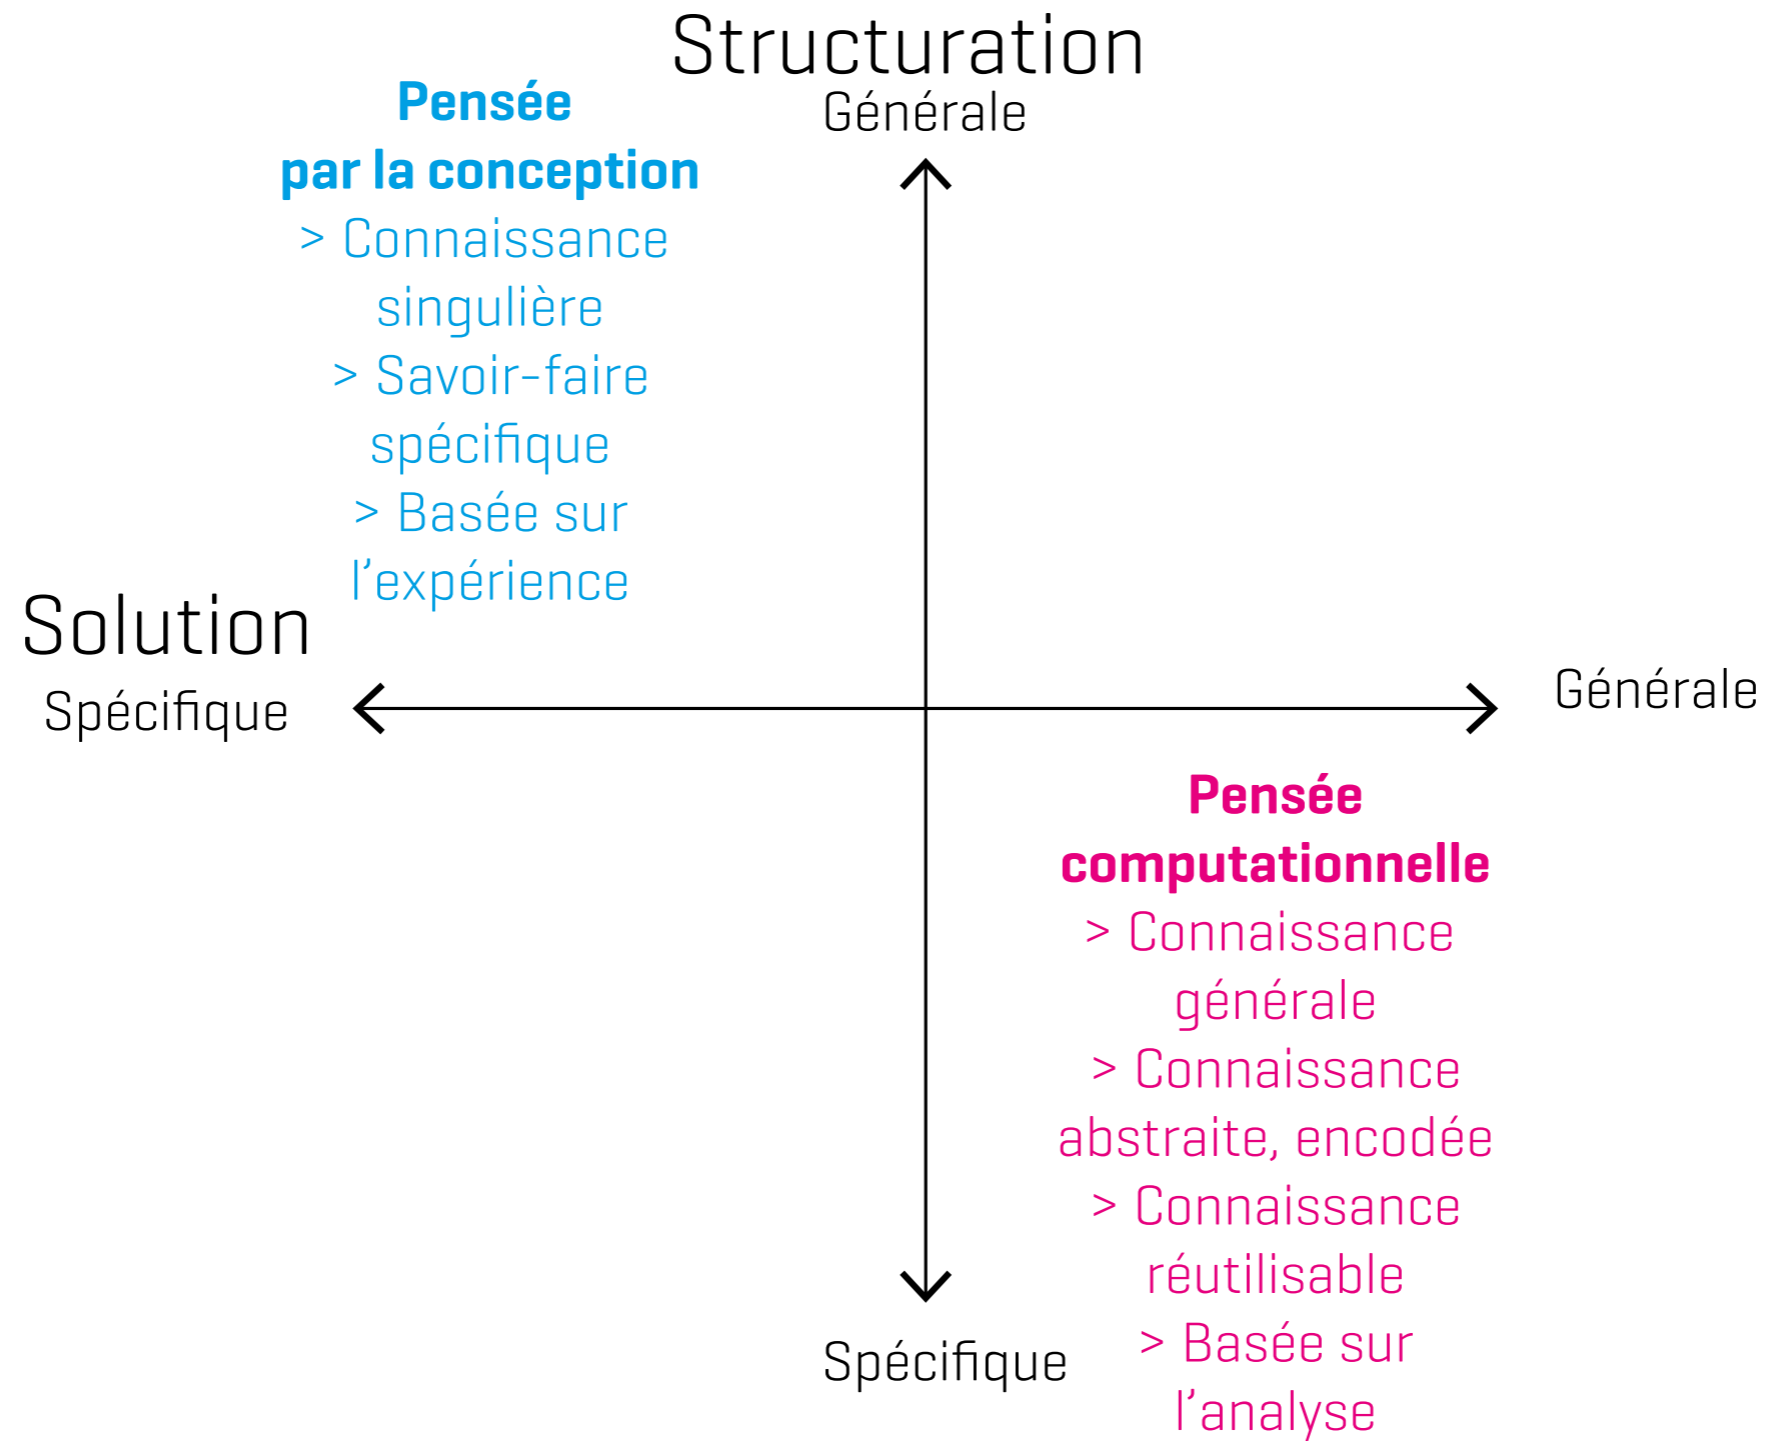 Structuration
Générale
Pensée
par la conception
> Connaissance
singulière
> Savoir-faire
spécifique
> Basée sur
l’expérience
Solution
Spécifique
Générale
Pensée
computationnelle
> Connaissance
générale
> Connaissance
abstraite, encodée
> Connaissance
réutilisable
> Basée sur
l’analyse
Spécifique